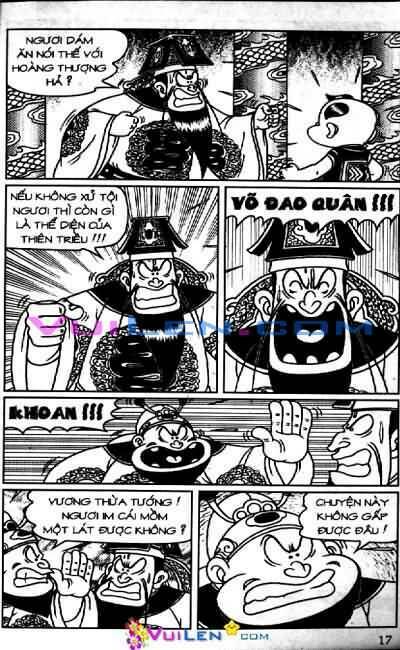 NGƯƠI DÁM
ĂN NÓI THẾ VỚI
HOÀNG THƯỢNG
HẢ?
NẾU KHÔNG XỬ TỘI
NGƯƠI THÌ CÒN GÌ
LÀ THỂ DIỆN CỦA
THIÊN TRIỀU!!!
VÕ ĐAO QUÂN!!!
KHOAN!!!
VƯƠNG THỪA TƯỚNG!
NGƯƠI IM CÁI MỒM
MỘT LÁT ĐƯỢC KHÔNG?
CHUYỆN NÀY
KHÔNG GẤP
ĐƯỢC ĐÂU!
VUILEN.COM
17
VUILEN.COM